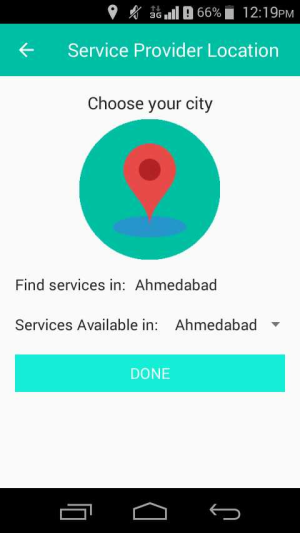 3G 66% 12:19PM
Service Provider Location
Choose your city
Find services in: Ahmedabad
Services Available in: Ahmedabad
DONE